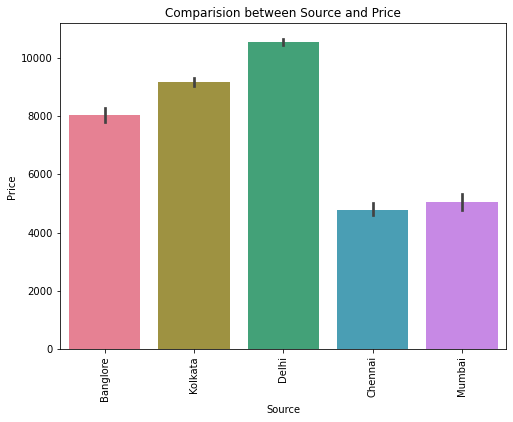 Comparision between Source and Price
Price
10000
8000
6000
4000
2000
0
Banglore
Kolkata
Delhi
Chennai
Mumbai
Source